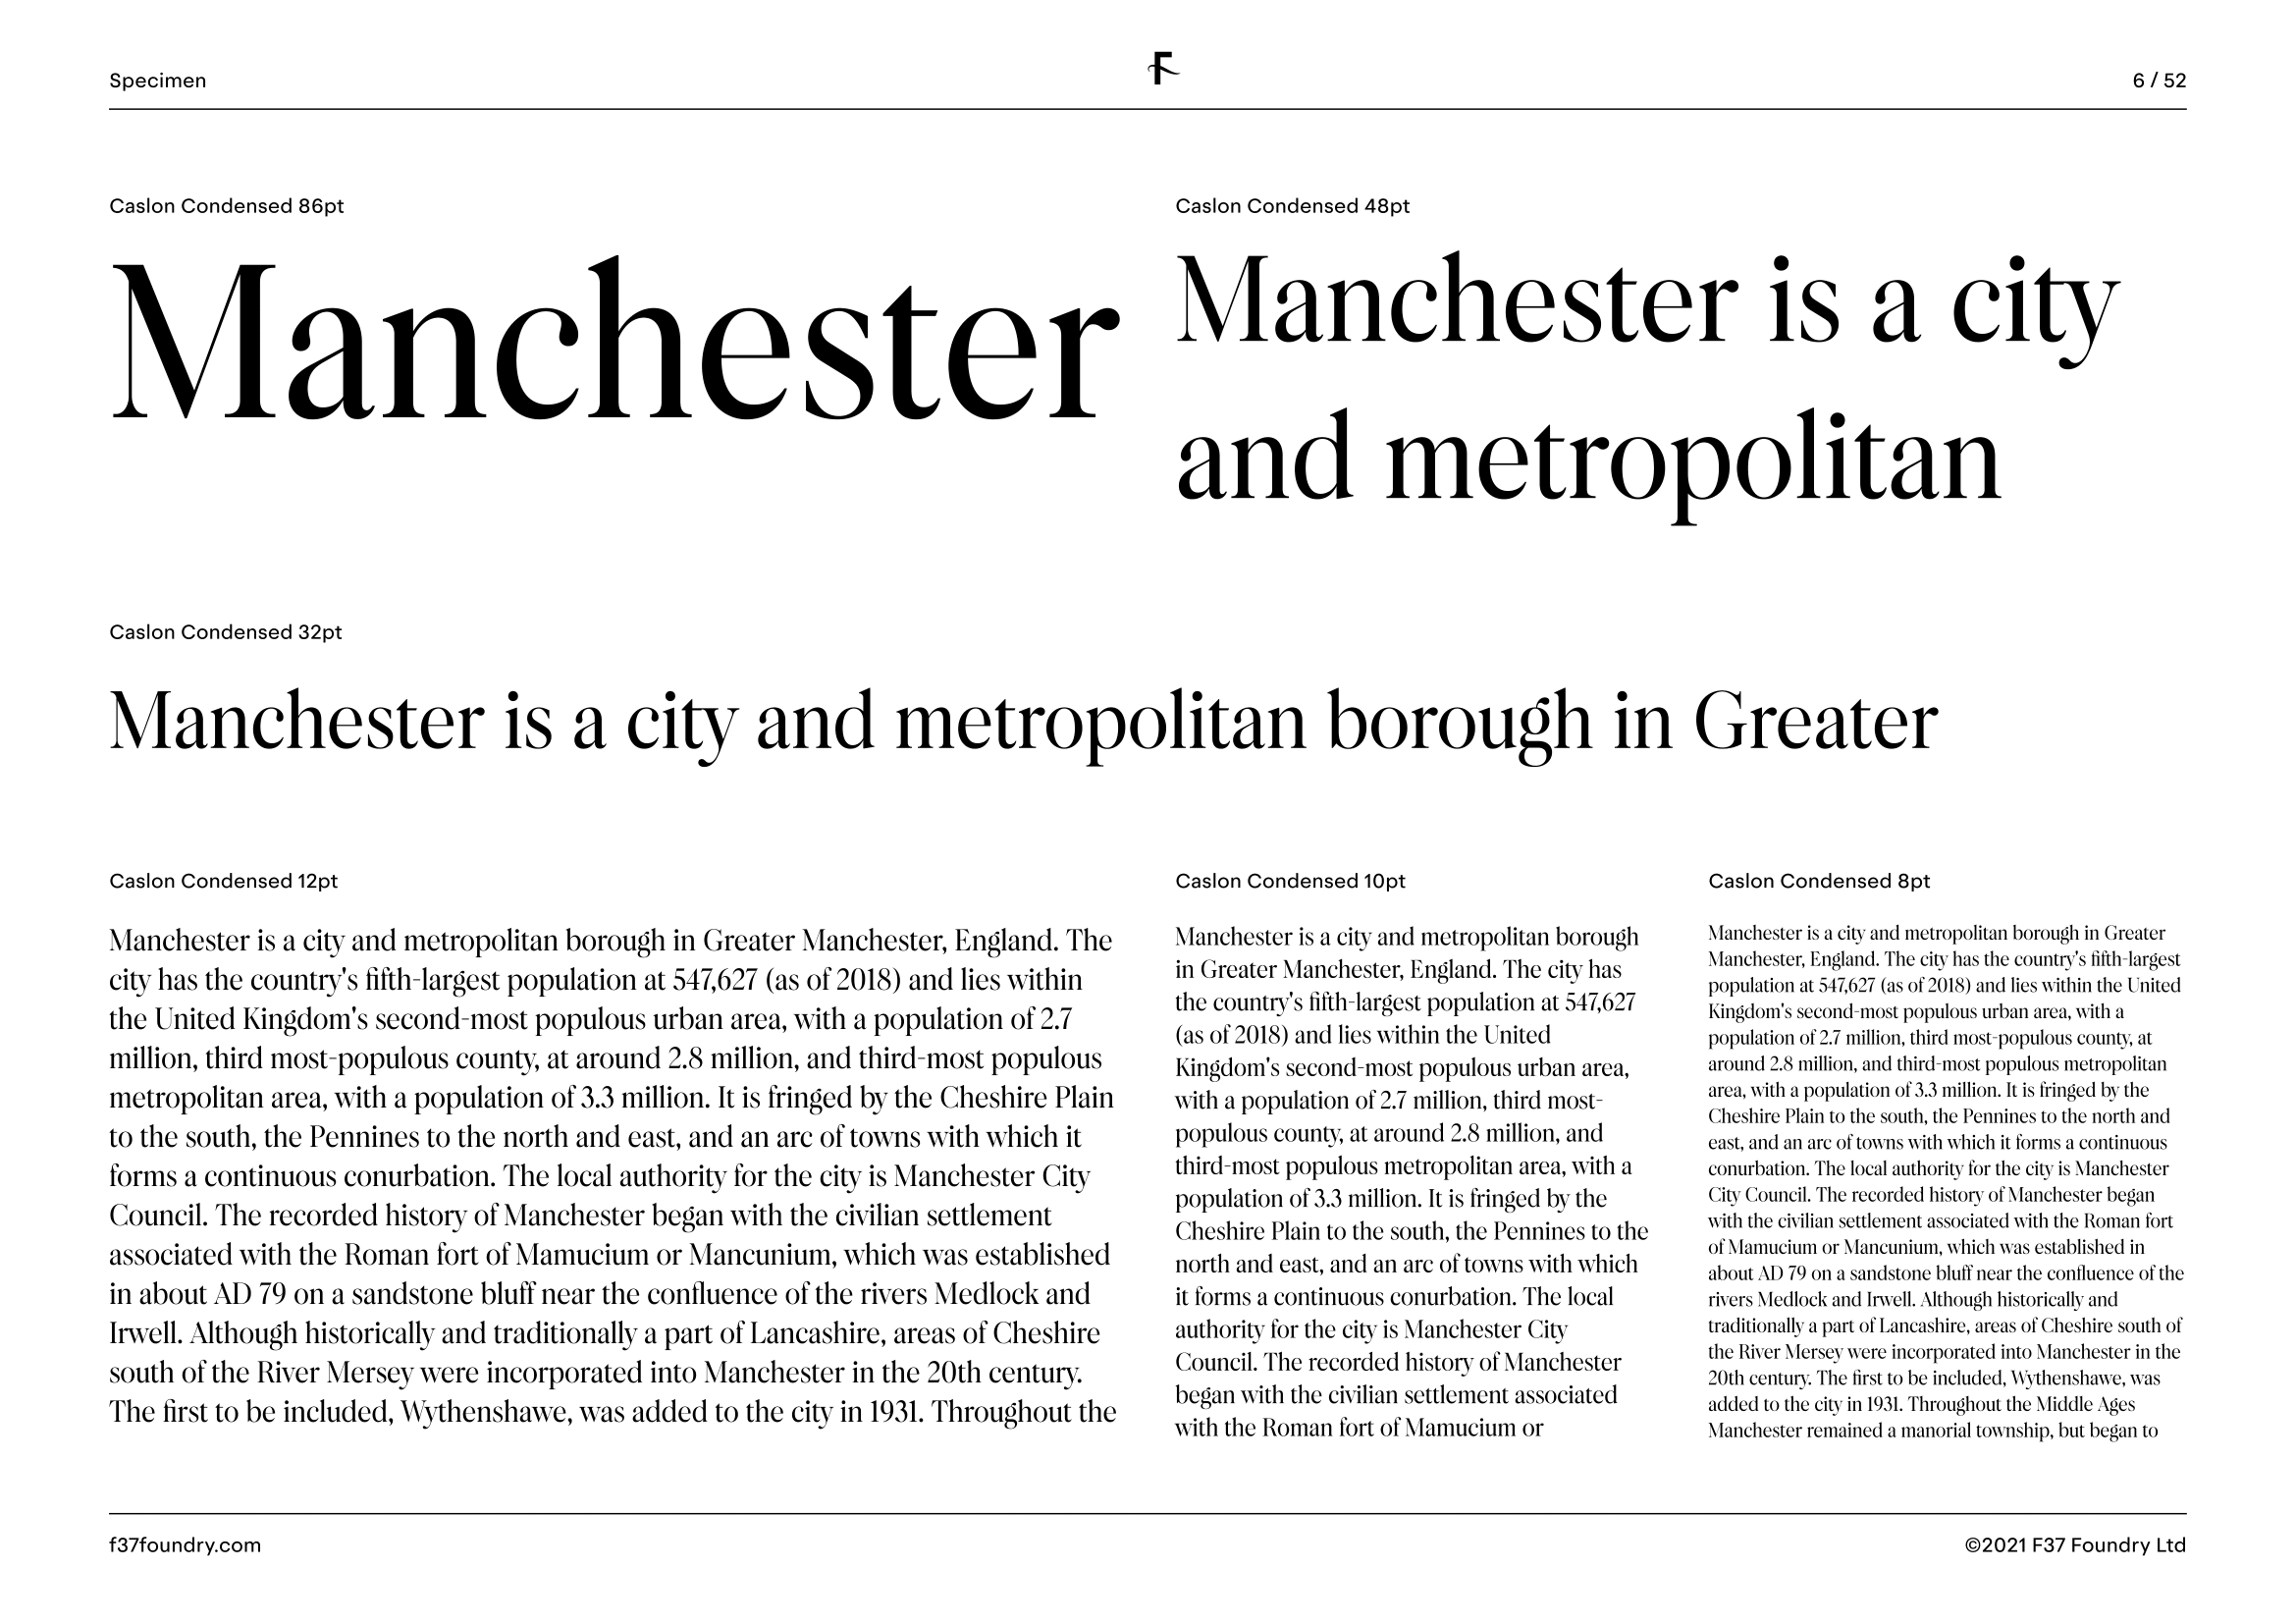 Specimen
F
6 / 52
Caslon Condensed 86pt
Manchester
Caslon Condensed 48pt
Manchester is a city
and metropolitan
Caslon Condensed 32pt
Manchester is a city and metropolitan borough in Greater
Caslon Condensed 12pt
Manchester is a city and metropolitan borough in Greater Manchester, England. The
city has the country's fifth-largest population at 547,627 (as of 2018) and lies within
the United Kingdom's second-most populous urban area, with a population of 2.7
million, third most-populous county, at around 2.8 million, and third-most populous
metropolitan area, with a population of 3.3 million. It is fringed by the Cheshire Plain
to the south, the Pennines to the north and east, and an arc of towns with which it
forms a continuous conurbation. The local authority for the city is Manchester City
Council. The recorded history of Manchester began with the civilian settlement
associated with the Roman fort of Mamucium or Mancunium, which was established
in about AD 79 on a sandstone bluff near the confluence of the rivers Medlock and
Irwell. Although historically and traditionally a part of Lancashire, areas of Cheshire
south of the River Mersey were incorporated into Manchester in the 20th century.
The first to be included, Wythenshawe, was added to the city in 1931. Throughout the
Caslon Condensed 10pt
Manchester is a city and metropolitan borough
in Greater Manchester, England. The city has
the country's fifth-largest population at 547,627
(as of 2018) and lies within the United
Kingdom's second-most populous urban area,
with a population of 2.7 million, third most-
populous county, at around 2.8 million, and
third-most populous metropolitan area, with a
population of 3.3 million. It is fringed by the
Cheshire Plain to the south, the Pennines to the
north and east, and an arc of towns with which
it forms a continuous conurbation. The local
authority for the city is Manchester City
Council. The recorded history of Manchester
began with the civilian settlement associated
with the Roman fort of Mamucium or
Caslon Condensed 8pt
Manchester is a city and metropolitan borough in Greater
Manchester, England. The city has the country's fifth-largest
population at 547,627 (as of 2018) and lies within the United
Kingdom's second-most populous urban area, with a
population of 2.7 million, third most-populous county, at
around 2.8 million, and third-most populous metropolitan
area, with a population of 3.3 million. It is fringed by the
Cheshire Plain to the south, the Pennines to the north and
east, and an arc of towns with which it forms a continuous
conurbation. The local authority for the city is Manchester
City Council. The recorded history of Manchester began
with the civilian settlement associated with the Roman fort
of Mamucium or Mancunium, which was established in
about AD 79 on a sandstone bluff near the confluence of the
rivers Medlock and Irwell. Although historically and
traditionally a part of Lancashire, areas of Cheshire south of
the River Mersey were incorporated into Manchester in the
20th century. The first to be included, Wythenshawe, was
added to the city in 1931. Throughout the Middle Ages
Manchester remained a manorial township, but began to
f37foundry.com
©2021 F37 Foundry Ltd